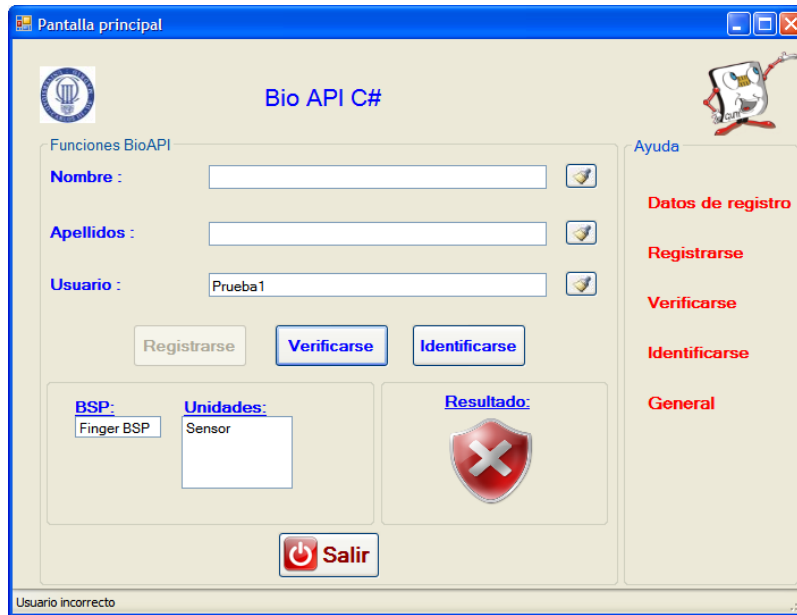 Pantalla principal
Bio API C#
Funciones BioAPI
Nombre :
Apellidos :
Usuario :
Prueba1
Registrarse
Verificarse
Identificarse
BSP:
Unidades:
Finger BSP
Sensor
Resultado:
Salir
Ayuda
Datos de registro
Registrarse
Verificarse
Identificarse
General
Usuario incorrecto